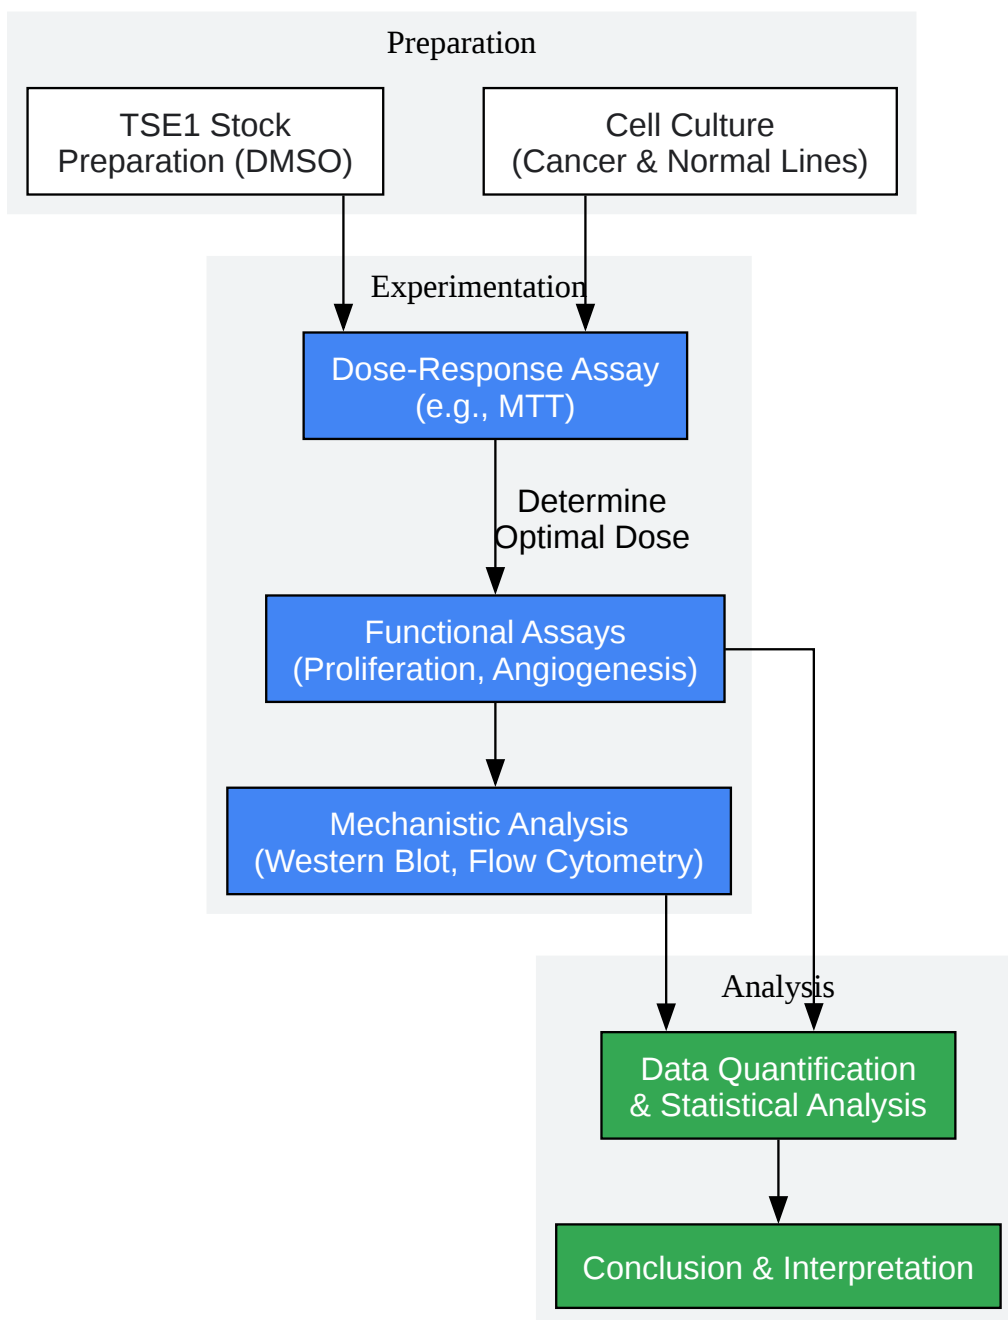 Preparation
TSE1 Stock
Preparation (DMSO)
Cell Culture
(Cancer & Normal Lines)
Experimentation
Dose-Response Assay
(e.g., MTT)
Determine
Optimal Dose
Functional Assays
(Proliferation, Angiogenesis)
Mechanistic Analysis
(Western Blot, Flow Cytometry)
Analysis
Data Quantification
& Statistical Analysis
Conclusion & Interpretation